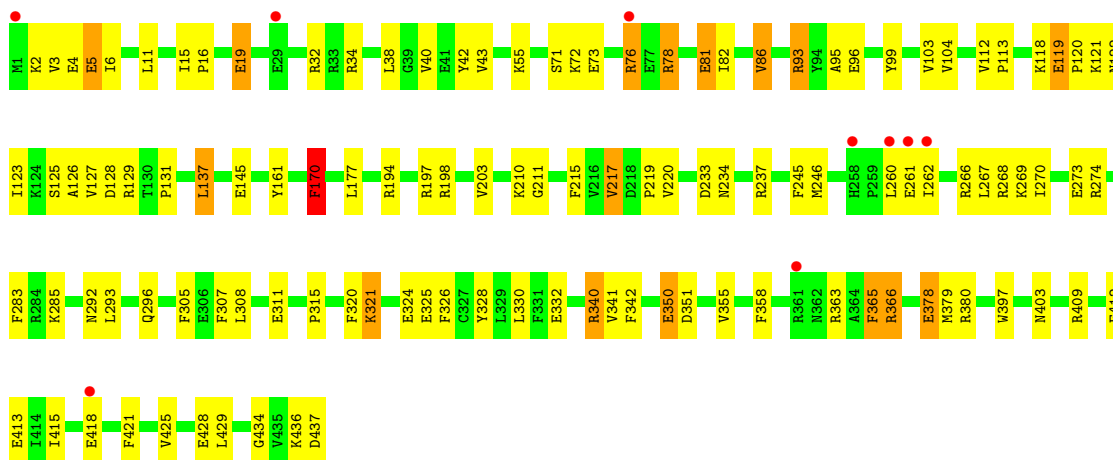 M1 K2 V3 E4 E5 I6 L11 I15 P16 E19 E29 R32 R33 R34 L38 G39 V40 E41 Y42 V43 K55 S71 K72 E73 R76 E77 R78 E81 I82 V86 R93 Y94 A95 E96 Y99 V103 V104 V112 P113 K118 E119 P120 K121
I123 K124 S125 A126 V127 D128 R129 T130 P131 L137 E145 Y161 F170 L177 R194 R197 R198 V203 K210 G211 F215 V216 V217 D218 P219 V220 D233 N234 R237 F245 M246 H258 P259 L260 E261 I262 R266 L267 R268 K269 I270 E273 R274
F283 R284 K285 N292 L293 Q296 F305 E306 F307 L308 E311 P315 F320 K321 E324 E325 F326 C327 Y328 L329 L330 F331 E332 R340 V341 F342 E350 D351 V355 F358 R361 N362 R363 A364 F365 R366 E378 M379 R380 W397 N403 R409
E413 I414 I415 E418 F421 V425 E428 L429 G434 V435 K436 D437